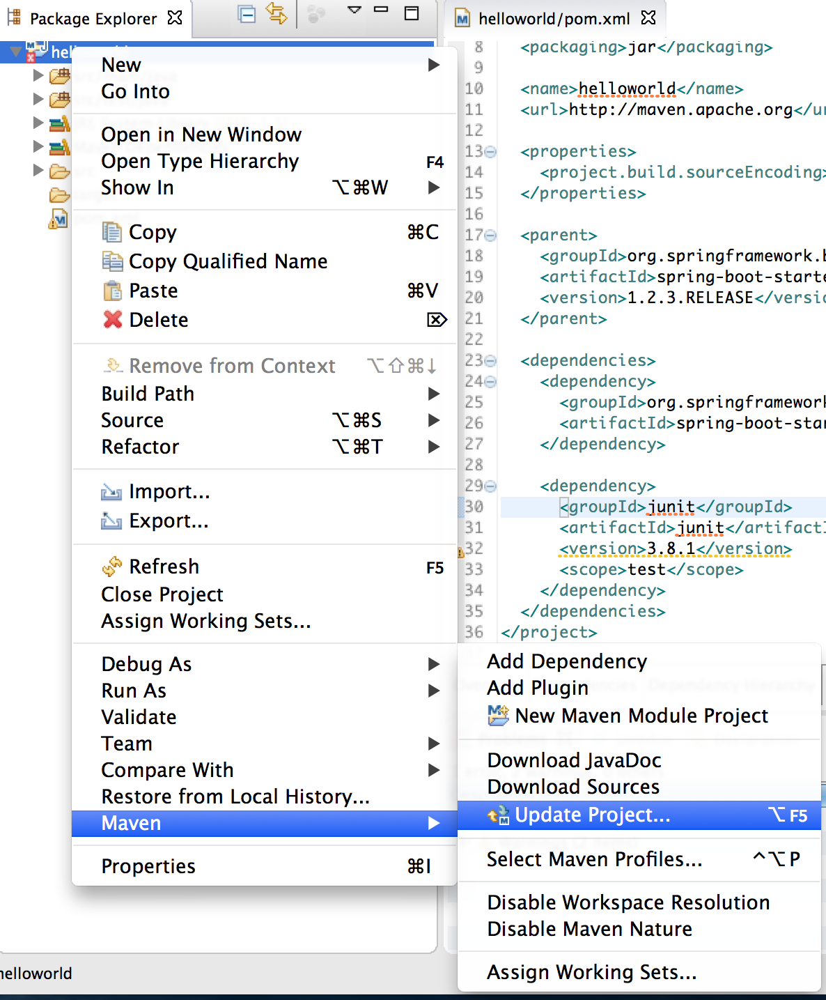 Package Explorer
helloworld/pom.xml
New
Go Into
Open in New Window
Open Type Hierarchy F4
Show In ⌥⌘W
Copy ⌘C
Copy Qualified Name
Paste ⌘V
Delete ⌦
Remove from Context ⌥⇧⌘↓
Build Path
Source ⌥⌘S
Refactor ⌥⌘T
Import...
Export...
Refresh F5
Close Project
Assign Working Sets...
Debug As
Run As
Validate
Team
Compare With
Restore from Local History...
Maven
Properties ⌘I
8 <packaging>jar</packaging>
9
10 <name>helloworld</name>
11 <url>http://maven.apache.org</ur
12
13 <properties>
14 <project.build.sourceEncoding>
15 </properties>
16
17 <parent>
18 <groupId>org.springframework.b
19 <artifactId>spring-boot-starte
20 <version>1.2.3.RELEASE</versio
21 </parent>
22
23 <dependencies>
24 <dependency>
25 <groupId>org.springframework
26 <artifactId>spring-boot-star
27 </dependency>
28
29 <dependency>
30 <groupId>junit</groupId>
31 <artifactId>junit</artifactI
32 <version>3.8.1</version>
33 <scope>test</scope>
34 </dependency>
35 </dependencies>
36 </project>
Add Dependency
Add Plugin
New Maven Module Project
Download JavaDoc
Download Sources
Update Project... ⌥F5
Select Maven Profiles... ^⌥P
Disable Workspace Resolution
Disable Maven Nature
Assign Working Sets...
helloworld